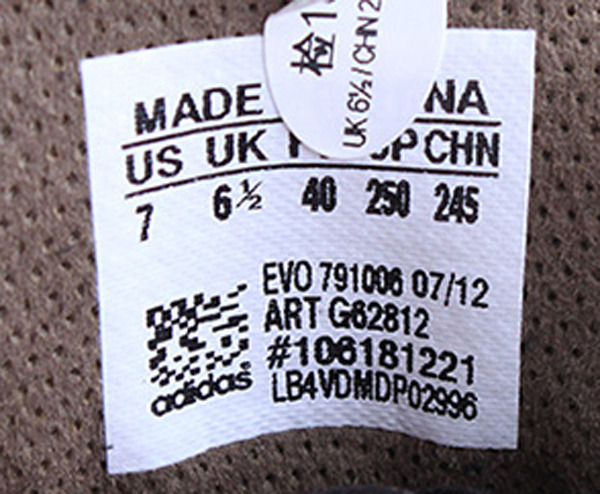 检1
UK 6½ / CHN 2
MADE NA
US UK JP CHN
7 6½ 40 250 245
EVO 791006 07/12
ART G62812
#106181221
LB4VDMDP02996
adidas